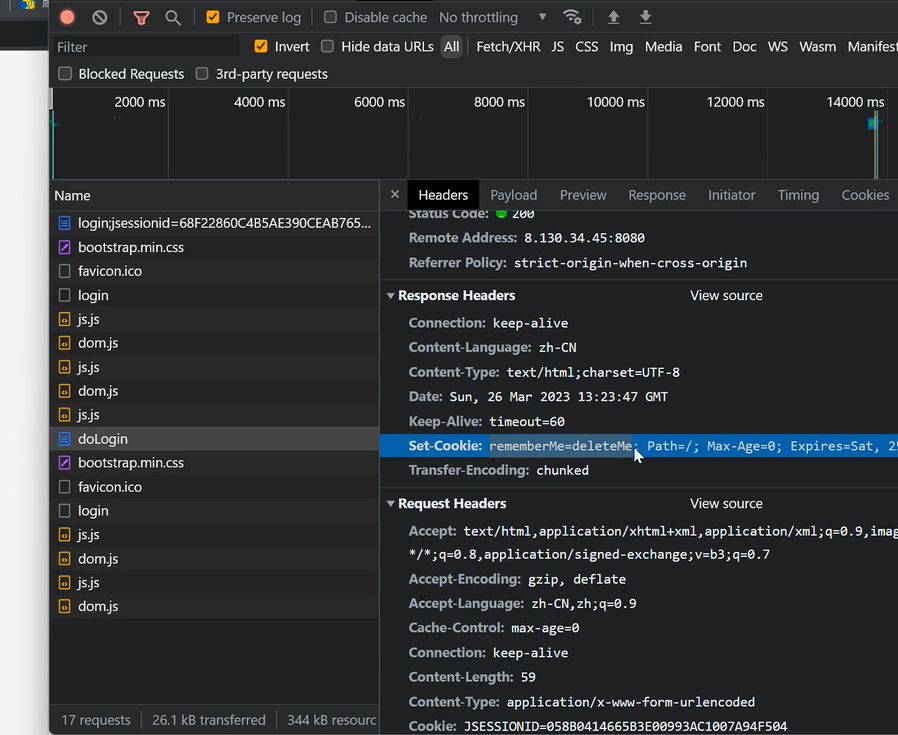 Preserve log Disable cache No throttling
Filter Invert Hide data URLs All Fetch/XHR JS CSS Img Media Font Doc WS Wasm Manifest
Blocked Requests 3rd-party requests
2000 ms 4000 ms 6000 ms 8000 ms 10000 ms 12000 ms 14000 ms
Name
login;jsessionid=68F22860C4B5AE390CEAB765...
bootstrap.min.css
favicon.ico
login
js.js
dom.js
js.js
dom.js
js.js
doLogin
bootstrap.min.css
favicon.ico
login
js.js
dom.js
js.js
dom.js
17 requests 26.1 kB transferred 344 kB resourc
× Headers Payload Preview Response Initiator Timing Cookies
Status Code: 200
Remote Address: 8.130.34.45:8080
Referrer Policy: strict-origin-when-cross-origin
Response Headers View source
Connection: keep-alive
Content-Language: zh-CN
Content-Type: text/html;charset=UTF-8
Date: Sun, 26 Mar 2023 13:23:47 GMT
Keep-Alive: timeout=60
Set-Cookie: rememberMe=deleteMe; Path=/; Max-Age=0; Expires=Sat, 25
Transfer-Encoding: chunked
Request Headers View source
Accept: text/html,application/xhtml+xml,application/xml;q=0.9,imag
*/*;q=0.8,application/signed-exchange;v=b3;q=0.7
Accept-Encoding: gzip, deflate
Accept-Language: zh-CN,zh;q=0.9
Cache-Control: max-age=0
Connection: keep-alive
Content-Length: 59
Content-Type: application/x-www-form-urlencoded
Cookie: JSESSIONID=058B0414665B3E00993AC1007A94F504